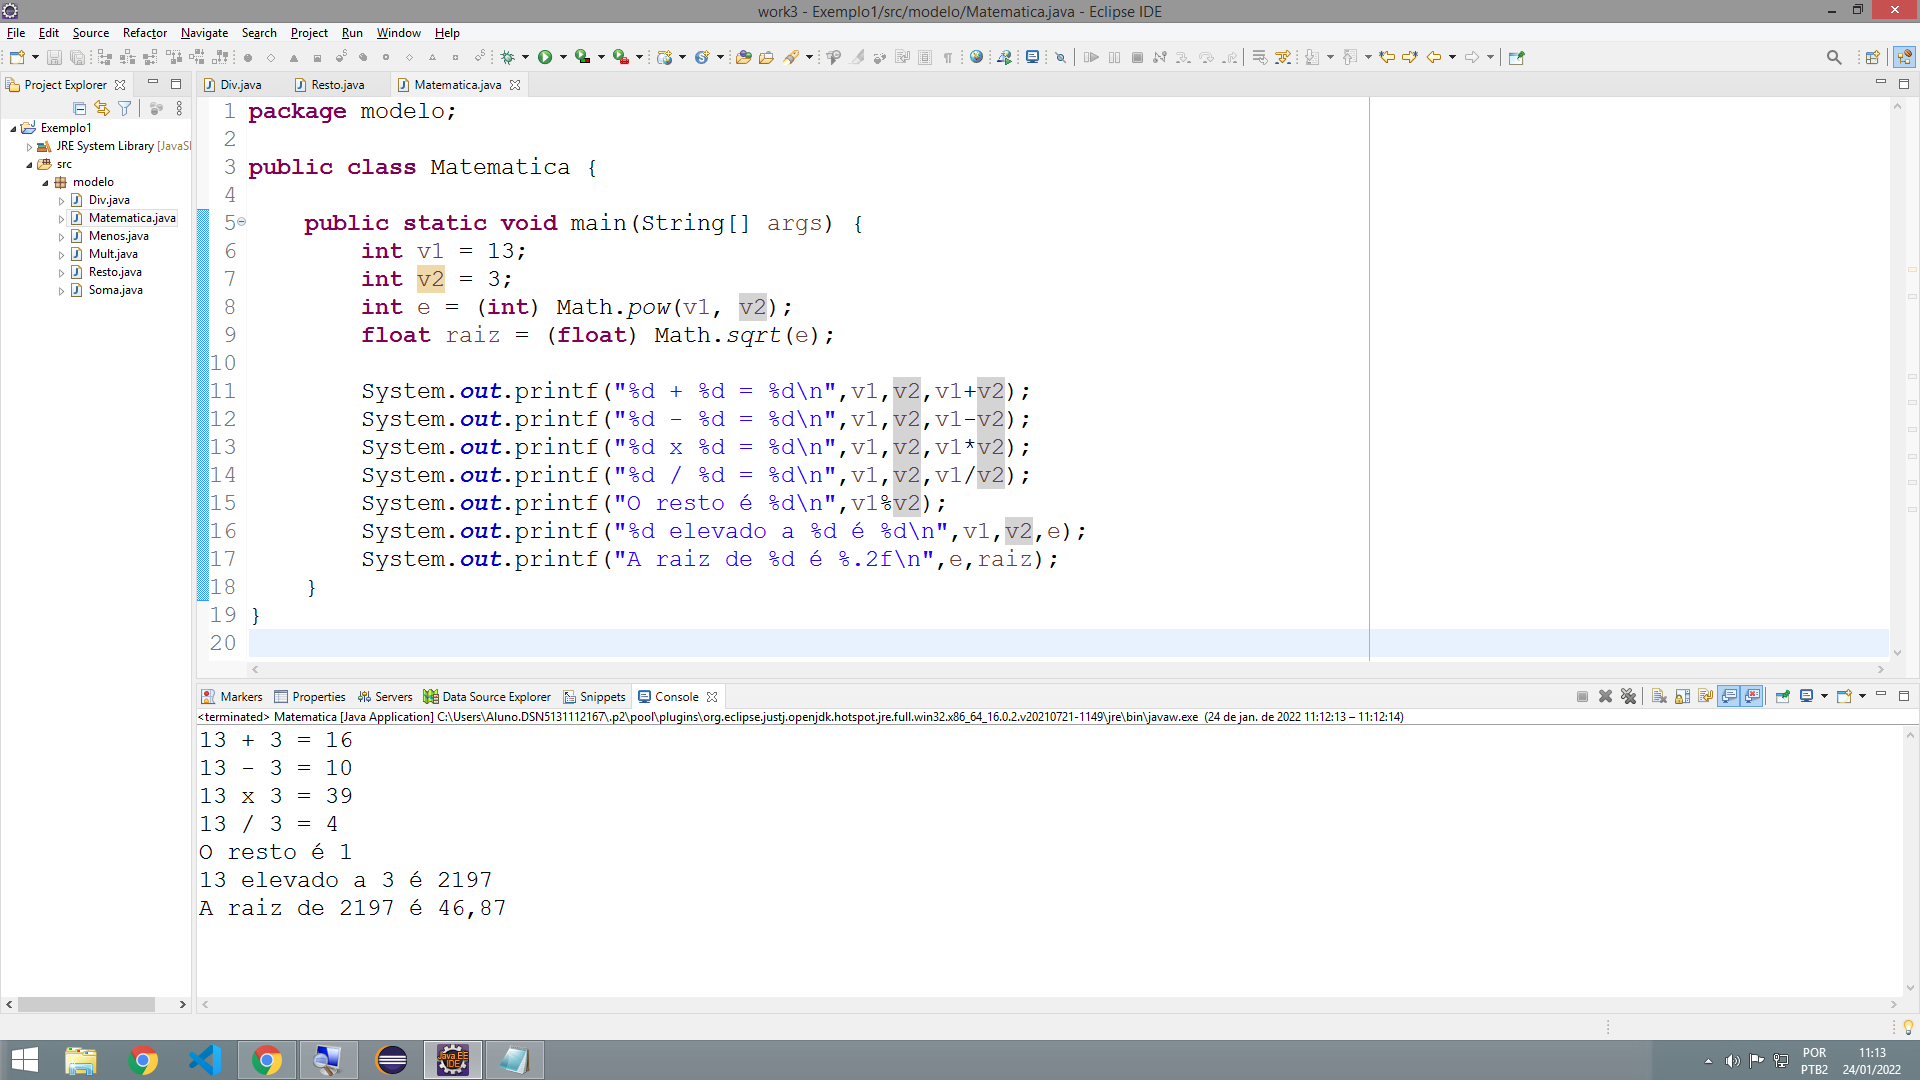 work3 - Exemplo1/src/modelo/Matematica.java - Eclipse IDE
File Edit Source Refactor Navigate Search Project Run Window Help
Project Explorer
Div.java Resto.java Matematica.java
Exemplo1
JRE System Library [JavaS
src
modelo
Div.java
Matematica.java
Menos.java
Mult.java
Resto.java
Soma.java
1 package modelo;
2
3 public class Matematica {
4
5 public static void main(String[] args) {
6 int v1 = 13;
7 int v2 = 3;
8 int e = (int) Math.pow(v1, v2);
9 float raiz = (float) Math.sqrt(e);
10
11 System.out.printf("%d + %d = %d\n",v1,v2,v1+v2);
12 System.out.printf("%d - %d = %d\n",v1,v2,v1-v2);
13 System.out.printf("%d x %d = %d\n",v1,v2,v1*v2);
14 System.out.printf("%d / %d = %d\n",v1,v2,v1/v2);
15 System.out.printf("O resto é %d\n",v1%v2);
16 System.out.printf("%d elevado a %d é %d\n",v1,v2,e);
17 System.out.printf("A raiz de %d é %.2f\n",e,raiz);
18 }
19 }
20
Markers Properties Servers Data Source Explorer Snippets Console
<terminated> Matematica [Java Application] C:\Users\Aluno.DSN5131112167\.p2\pool\plugins\org.eclipse.justj.openjdk.hotspot.jre.full.win32.x86_64_16.0.2.v20210721-1149\jre\bin\javaw.exe (24 de jan. de 2022 11:12:13 – 11:12:14)
13 + 3 = 16
13 - 3 = 10
13 x 3 = 39
13 / 3 = 4
O resto é 1
13 elevado a 3 é 2197
A raiz de 2197 é 46,87
Java EE
IDE
POR
PTB2
11:13
24/01/2022